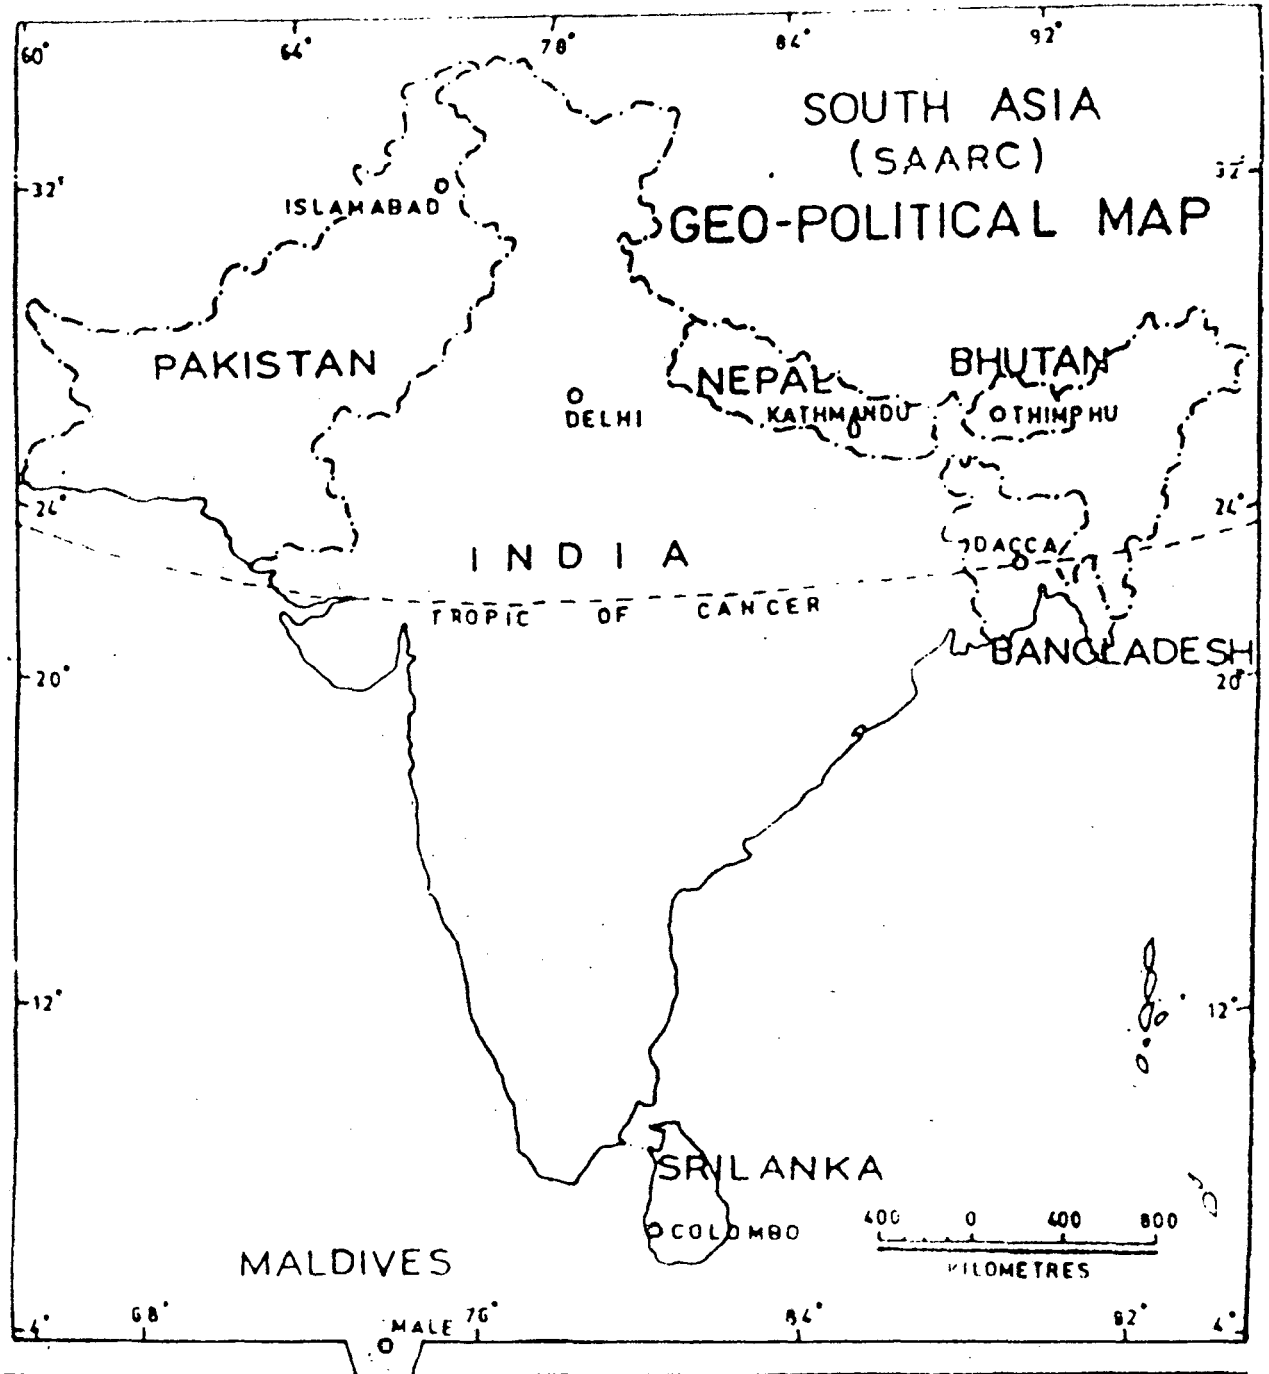 60° 64° 78° 84° 92°
SOUTH ASIA
(SAARC)
32° 32°
ISLAMABAD
GEO-POLITICAL MAP
PAKISTAN
NEPAL
BHUTAN
DELHI
KATHMANDU
THIMPHU
24° 24°
INDIA
DACCA
TROPIC OF CANCER
BANGLADESH
20° 20°
12° 12°
SRILANKA
COLOMBO
400 0 400 800
KILOMETRES
MALDIVES
MALE
4° 68° 76° 84° 92° 4°